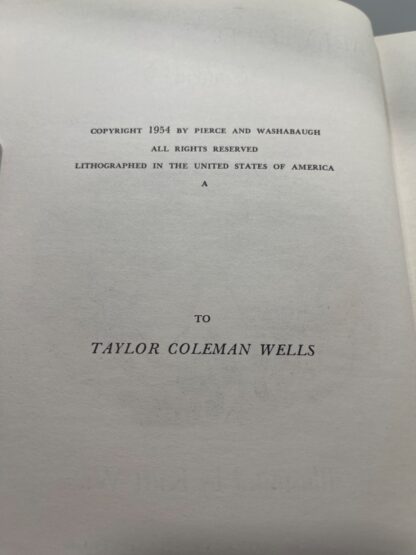 COPYRIGHT 1954 BY PIERCE AND WASHABAUGH
ALL RIGHTS RESERVED
LITHOGRAPHED IN THE UNITED STATES OF AMERICA
A
TO
TAYLOR COLEMAN WELLS